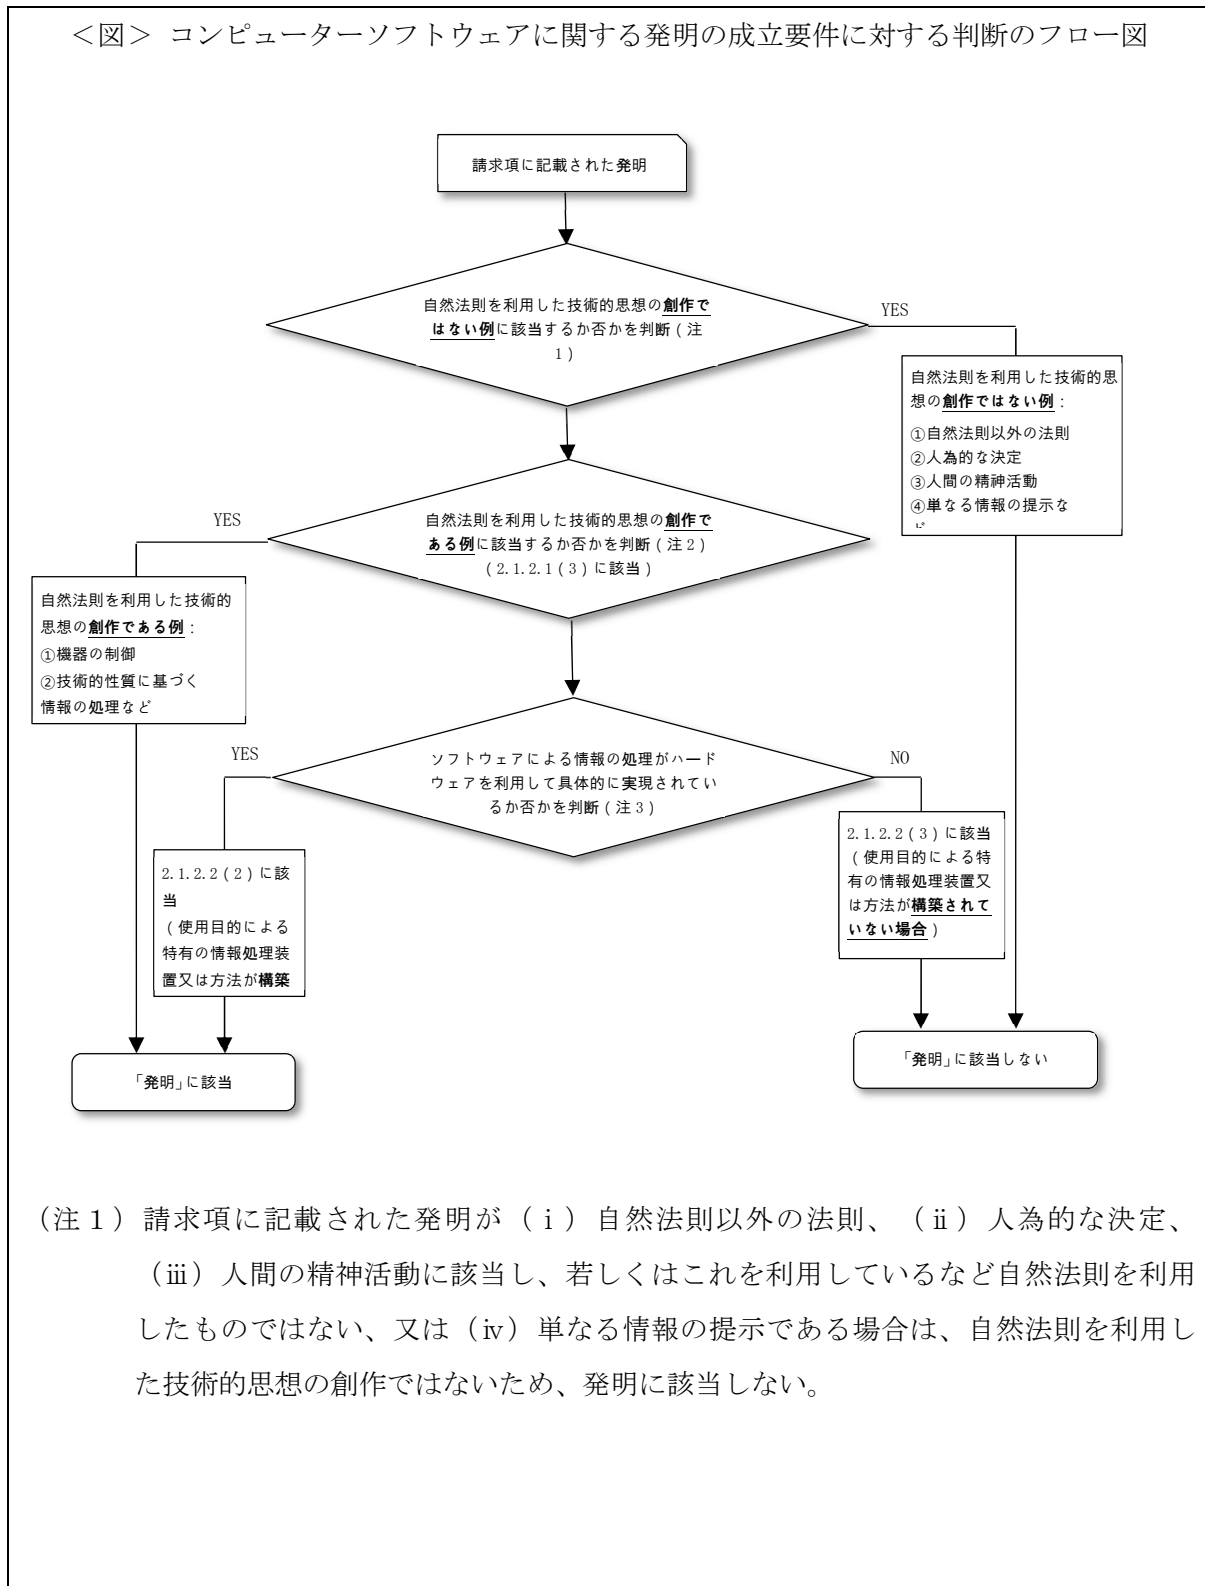 ＜図＞ コンピューターソフトウェアに関する発明の成立要件に対する判断のフロー図
請求項に記載された発明
自然法則を利用した技術的思想の創作で
はない例に該当するか否かを判断(注
1)
YES
自然法則を利用した技術的思
想の創作ではない例：
①自然法則以外の法則
②人為的な決定
③人間の精神活動
④単なる情報の提示な
自然法則を利用した技術的思想の創作で
ある例に該当するか否かを判断(注2)
(2.1.2.1(3)に該当)
YES
自然法則を利用した技術的
思想の創作である例：
①機器の制御
②技術的性質に基づく
情報の処理など
ソフトウェアによる情報の処理がハード
ウェアを利用して具体的に実現されてい
るか否かを判断(注3)
YES
NO
2.1.2.2(2)に該
当
(使用目的による
特有の情報処理装
置又は方法が構築
2.1.2.2(3)に該当
(使用目的による特
有の情報処理装置又
は方法が構築されて
いない場合)
「発明」に該当
「発明」に該当しない
(注１) 請求項に記載された発明が（ⅰ）自然法則以外の法則、（ⅱ）人為的な決定、
（ⅲ）人間の精神活動に該当し、若しくはこれを利用しているなど自然法則を利用
したものではない、又は（ⅳ）単なる情報の提示である場合は、自然法則を利用し
た技術的思想の創作ではないため、発明に該当しない。